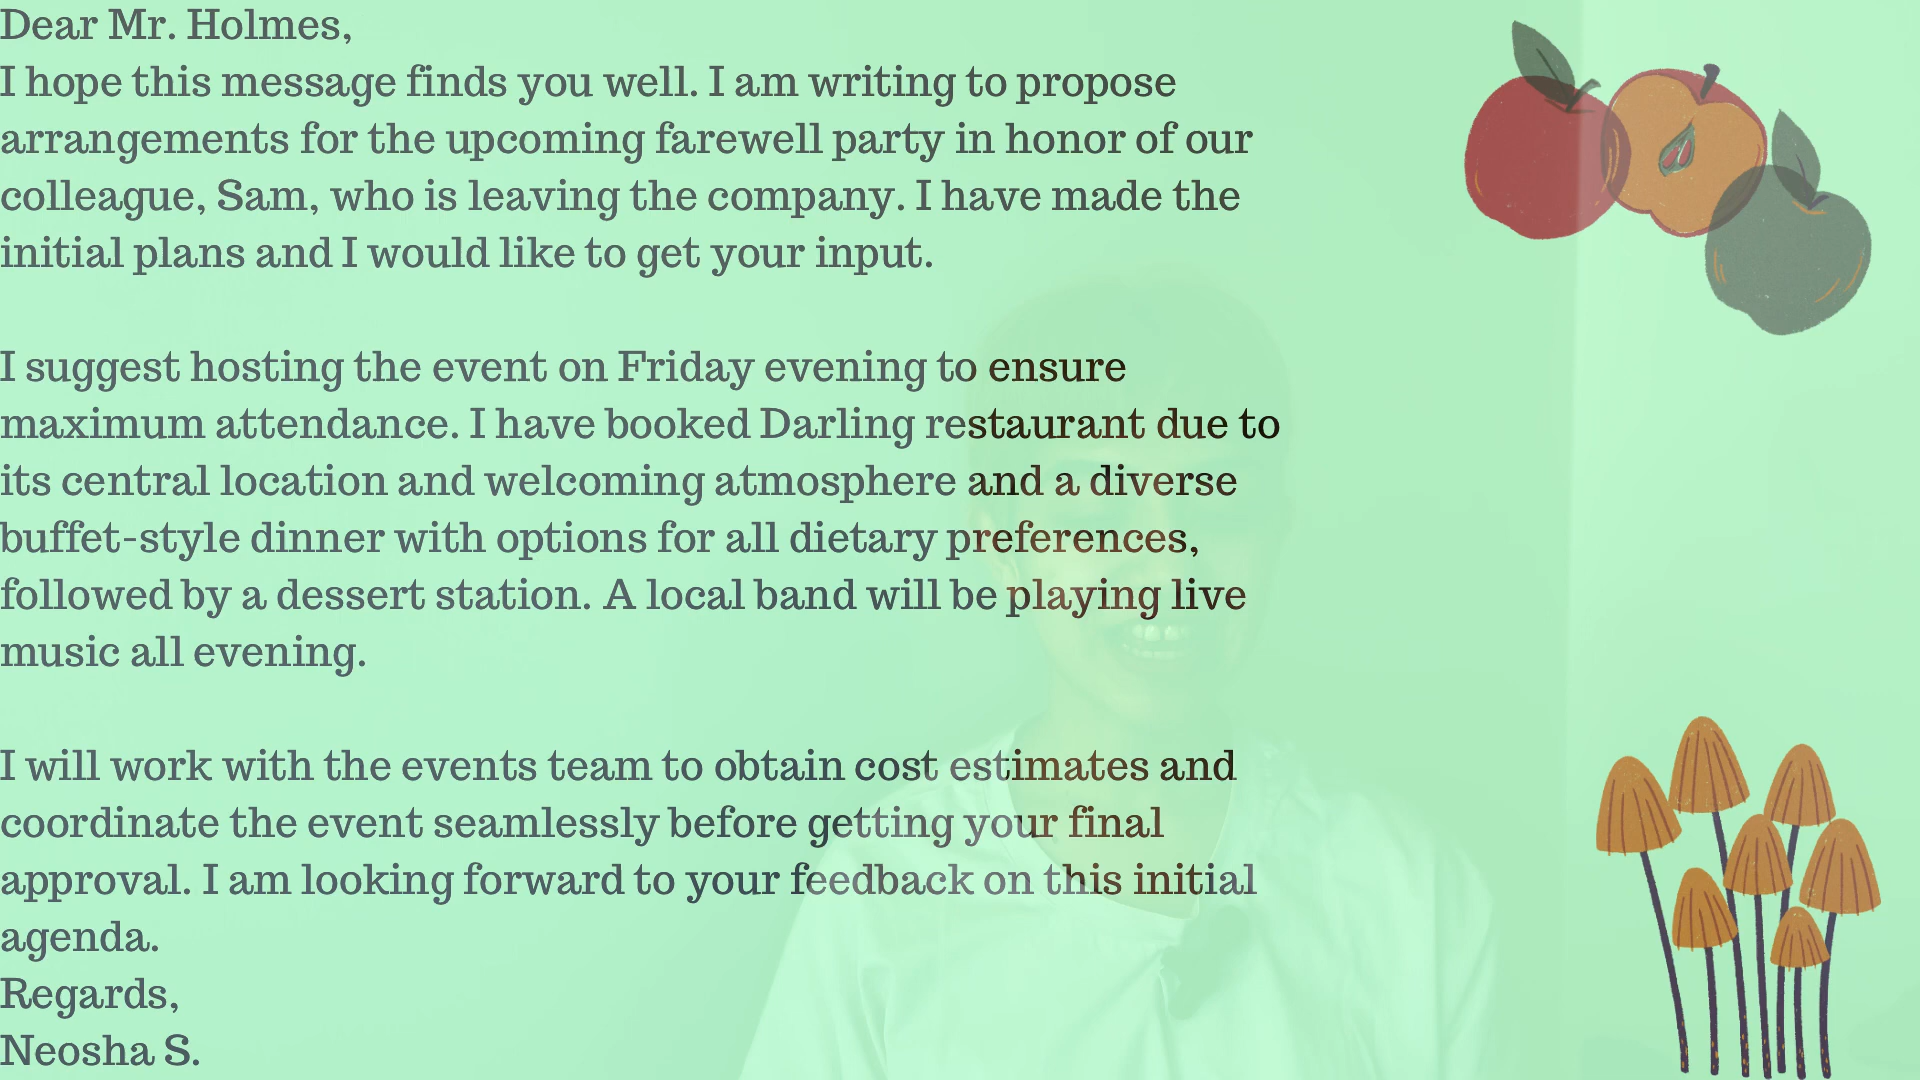 Dear Mr. Holmes,
I hope this message finds you well. I am writing to propose
arrangements for the upcoming farewell party in honor of our
colleague, Sam, who is leaving the company. I have made the
initial plans and I would like to get your input.
I suggest hosting the event on Friday evening to ensure
maximum attendance. I have booked Darling restaurant due to
its central location and welcoming atmosphere and a diverse
buffet-style dinner with options for all dietary preferences,
followed by a dessert station. A local band will be playing live
music all evening.
I will work with the events team to obtain cost estimates and
coordinate the event seamlessly before getting your final
approval. I am looking forward to your feedback on this initial
agenda.
Regards,
Neosha S.